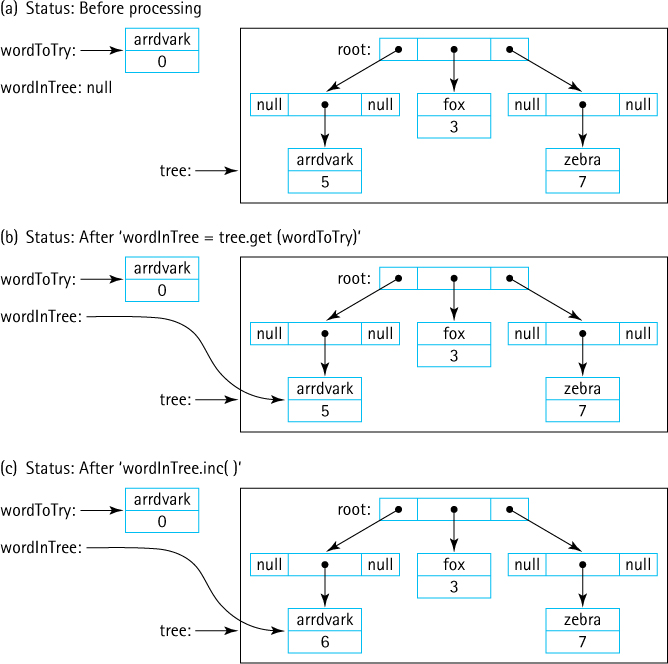 (a) Status: Before processing
wordToTry:
arrdvark
0
wordInTree: null
root:
null null
fox
3
null null
arrdvark
5
zebra
7
tree:
(b) Status: After ‘wordInTree = tree.get (wordToTry)’
wordToTry:
arrdvark
0
wordInTree:
root:
null null
fox
3
null null
arrdvark
5
zebra
7
tree:
(c) Status: After ‘wordInTree.inc( )’
wordToTry:
arrdvark
0
wordInTree:
root:
null null
fox
3
null null
arrdvark
6
zebra
7
tree: